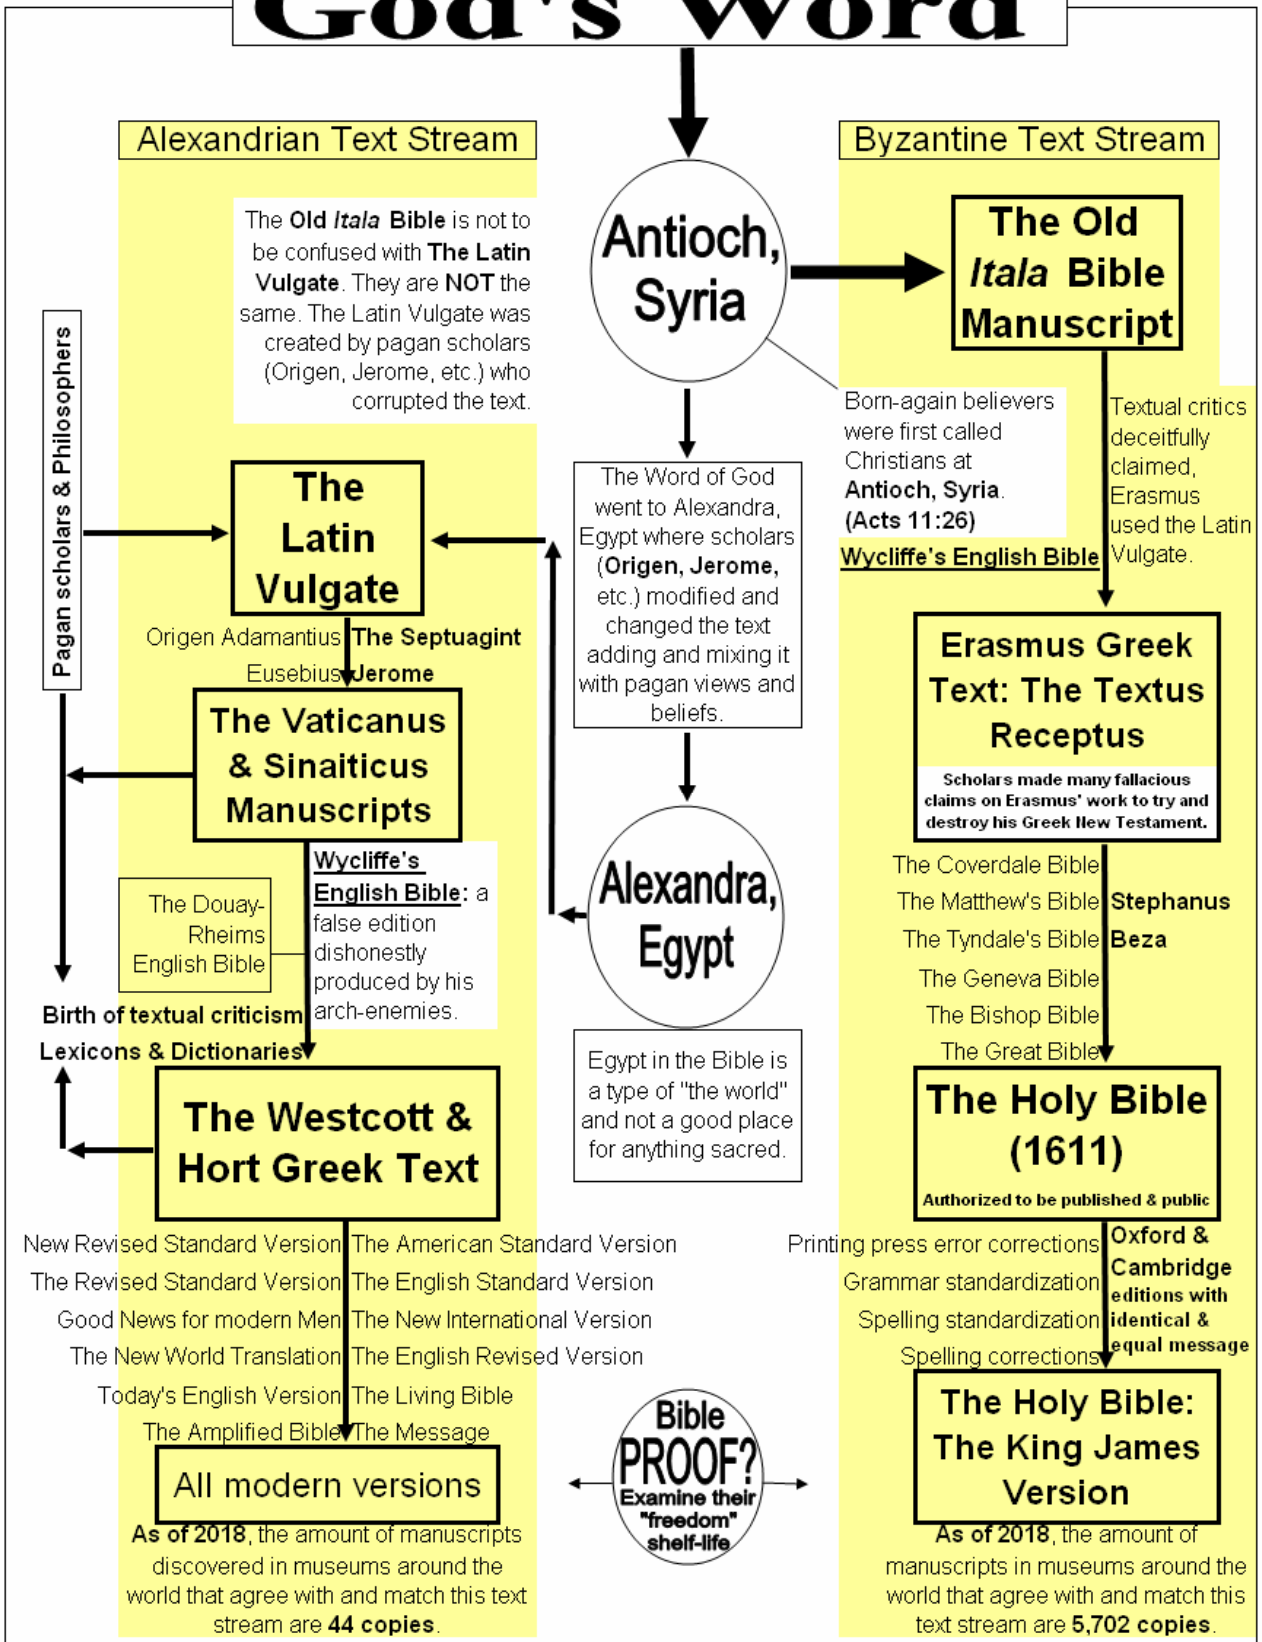 God's Word
Alexandrian Text Stream
The Old Itala Bible is not to
be confused with The Latin
Vulgate. They are NOT the
same. The Latin Vulgate was
created by pagan scholars
(Origen, Jerome, etc.) who
corrupted the text.
Pagan scholars & Philosophers
The
Latin
Vulgate
Origen Adamantius
The Septuagint
Eusebius
Jerome
The Vaticanus
& Sinaiticus
Manuscripts
Wycliffe's
English Bible: a
false edition
dishonestly
produced by his
arch-enemies.
The Douay-
Rheims
English Bible
Birth of textual criticism
Lexicons & Dictionaries
The Westcott &
Hort Greek Text
New Revised Standard Version
The American Standard Version
The Revised Standard Version
The English Standard Version
Good News for modern Men
The New International Version
The New World Translation
The English Revised Version
Today's English Version
The Living Bible
The Amplified Bible
The Message
All modern versions
As of 2018, the amount of manuscripts
discovered in museums around the
world that agree with and match this text
stream are 44 copies.
Antioch,
Syria
The Word of God
went to Alexandra,
Egypt where scholars
(Origen, Jerome,
etc.) modified and
changed the text
adding and mixing it
with pagan views and
beliefs.
Alexandra,
Egypt
Egypt in the Bible is
a type of "the world"
and not a good place
for anything sacred.
Bible
PROOF?
Examine their
"freedom"
shelf-life
Byzantine Text Stream
The Old
Itala Bible
Manuscript
Born-again believers
were first called
Christians at
Antioch, Syria.
(Acts 11:26)
Wycliffe's English Bible
Textual critics
deceitfully
claimed,
Erasmus
used the Latin
Vulgate.
Erasmus Greek
Text: The Textus
Receptus
Scholars made many fallacious
claims on Erasmus' work to try and
destroy his Greek New Testament.
The Coverdale Bible
The Matthew's Bible
Stephanus
The Tyndale's Bible
Beza
The Geneva Bible
The Bishop Bible
The Great Bible
The Holy Bible
(1611)
Authorized to be published & public
Printing press error corrections
Grammar standardization
Spelling standardization
Spelling corrections
Oxford &
Cambridge
editions with
identical &
equal message
The Holy Bible:
The King James
Version
As of 2018, the amount of
manuscripts in museums around the
world that agree with and match this
text stream are 5,702 copies.